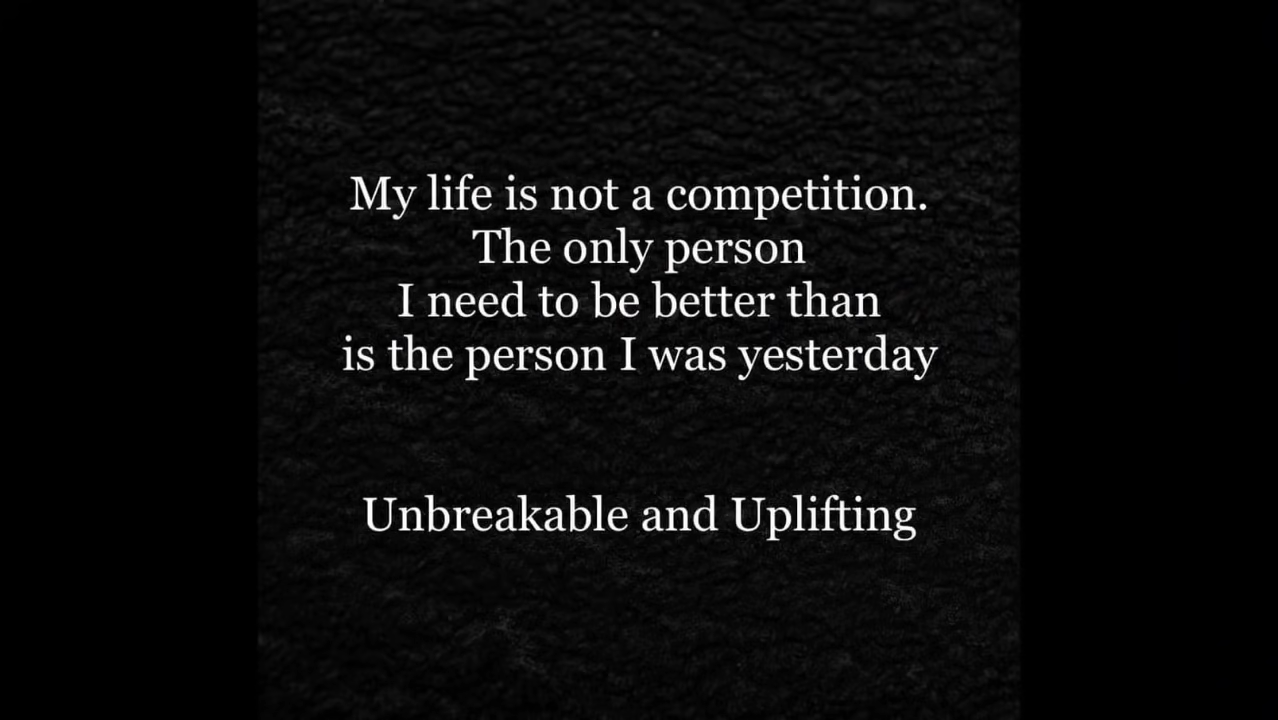 My life is not a competition.
The only person
I need to be better than
is the person I was yesterday
Unbreakable and Uplifting